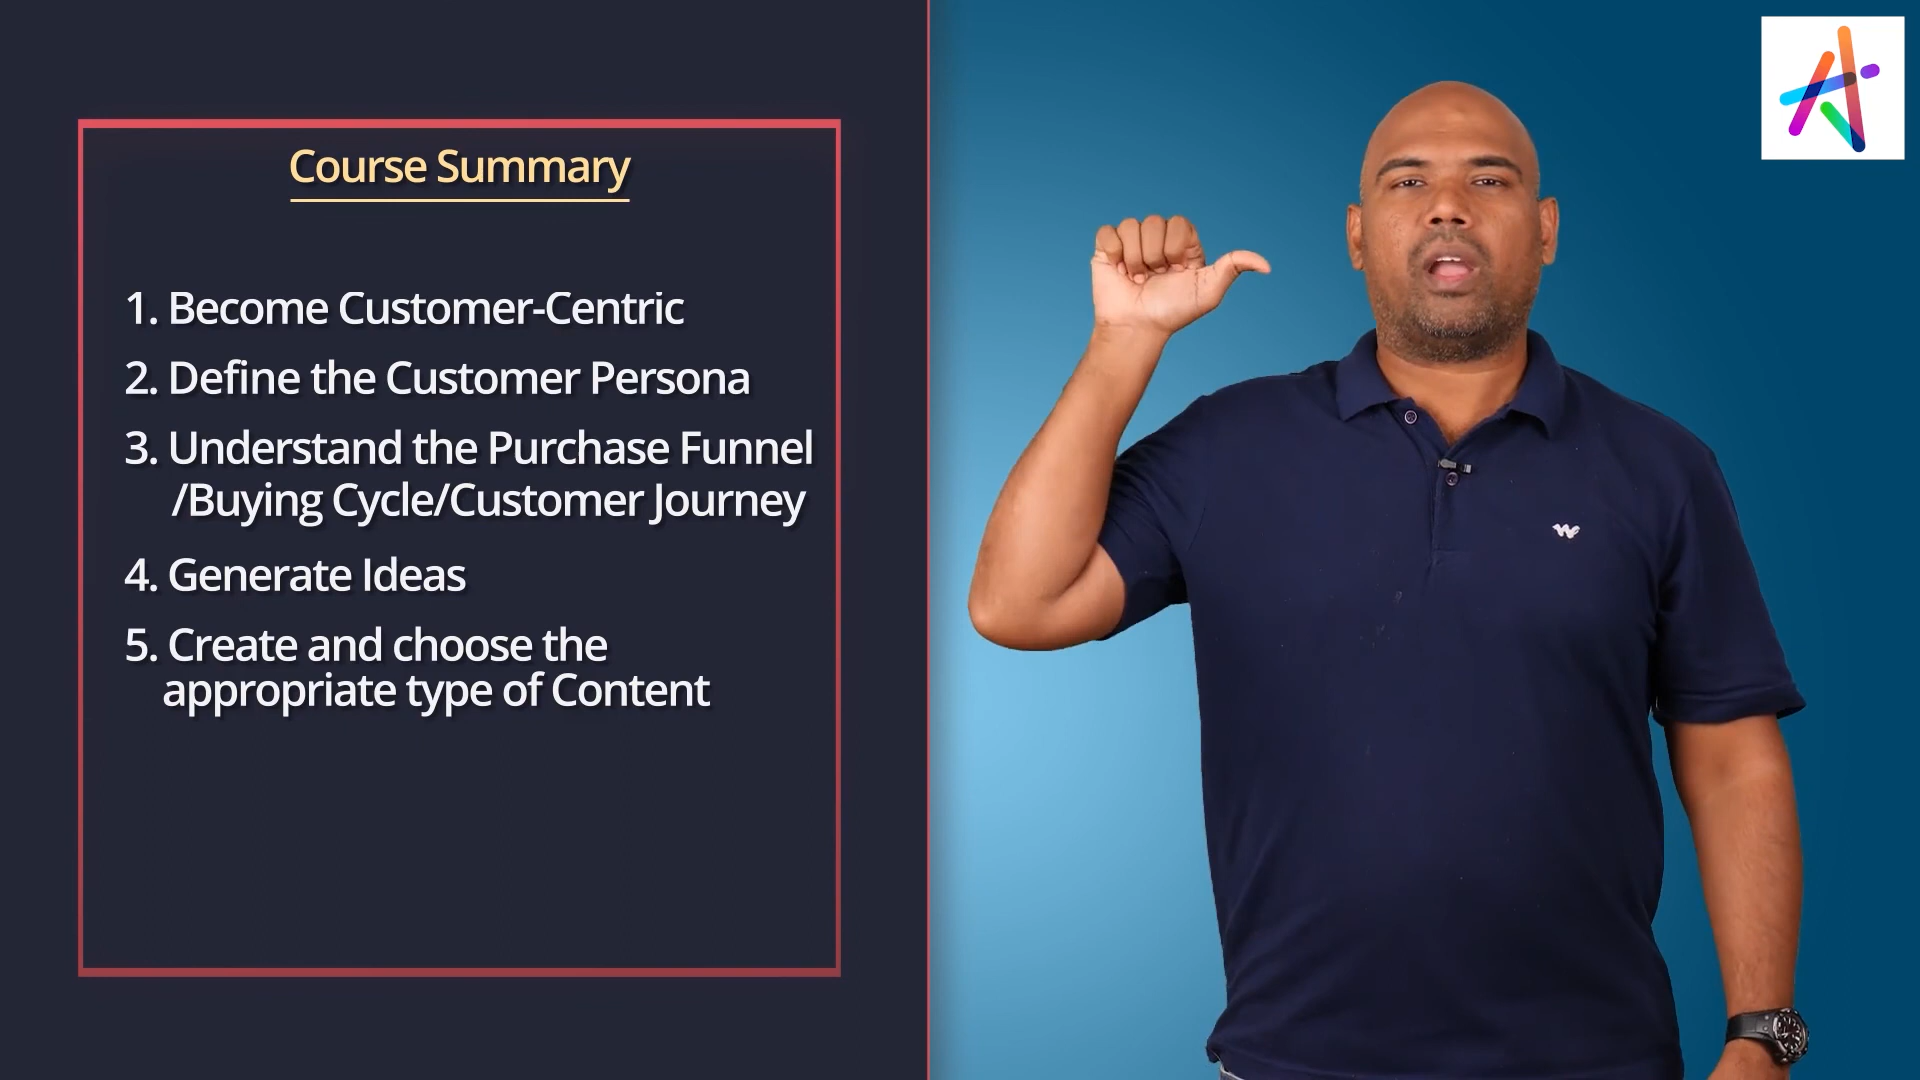 Course Summary
1. Become Customer-Centric
2. Define the Customer Persona
3. Understand the Purchase Funnel
/Buying Cycle/Customer Journey
4. Generate Ideas
5. Create and choose the
appropriate type of Content